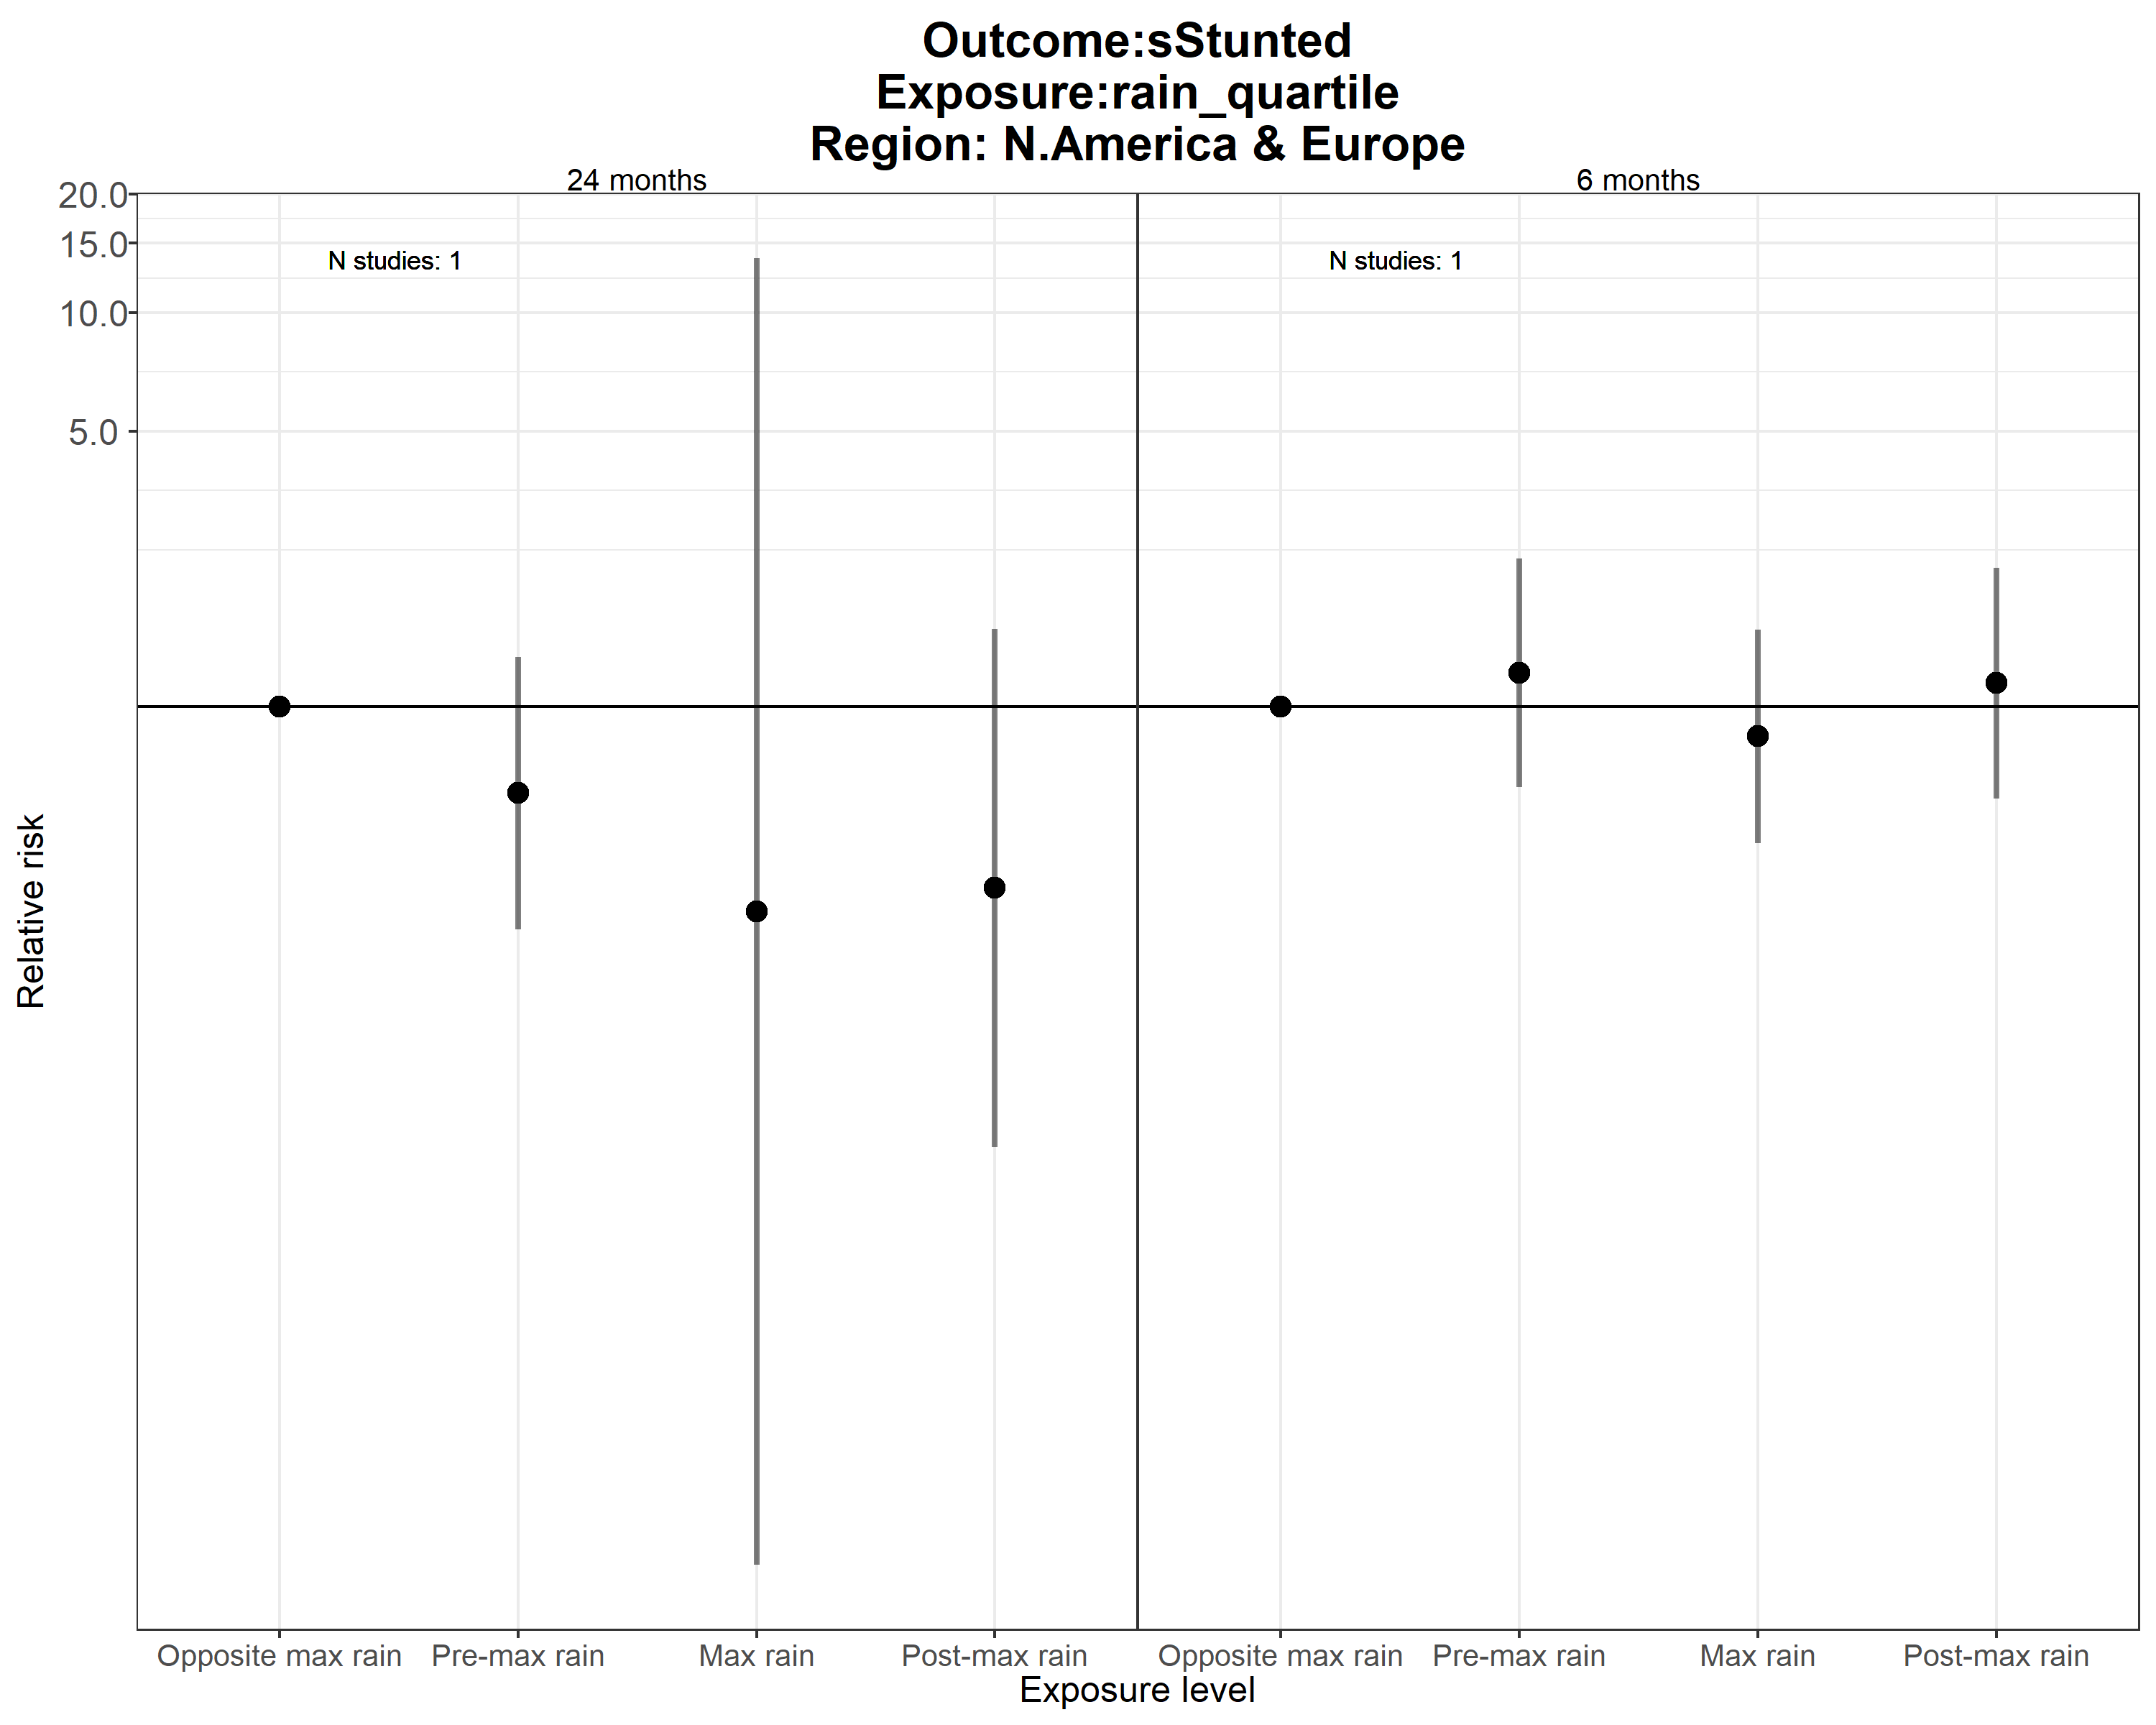 Outcome:sStunted
Exposure:rain_quartile
Region: N.America & Europe
24 months
6 months
20.0
15.0
10.0
5.0
N studies: 1
N studies: 1
Relative risk
Opposite max rain
Pre-max rain
Max rain
Post-max rain
Opposite max rain
Pre-max rain
Max rain
Post-max rain
Exposure level